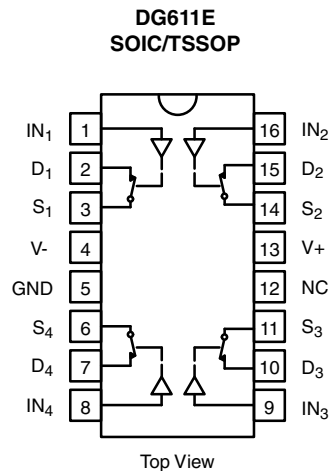 DG611E
SOIC/TSSOP
IN1 1 16 IN2
D1 2 15 D2
S1 3 14 S2
V- 4 13 V+
GND 5 12 NC
S4 6 11 S3
D4 7 10 D3
IN4 8 9 IN3
Top View